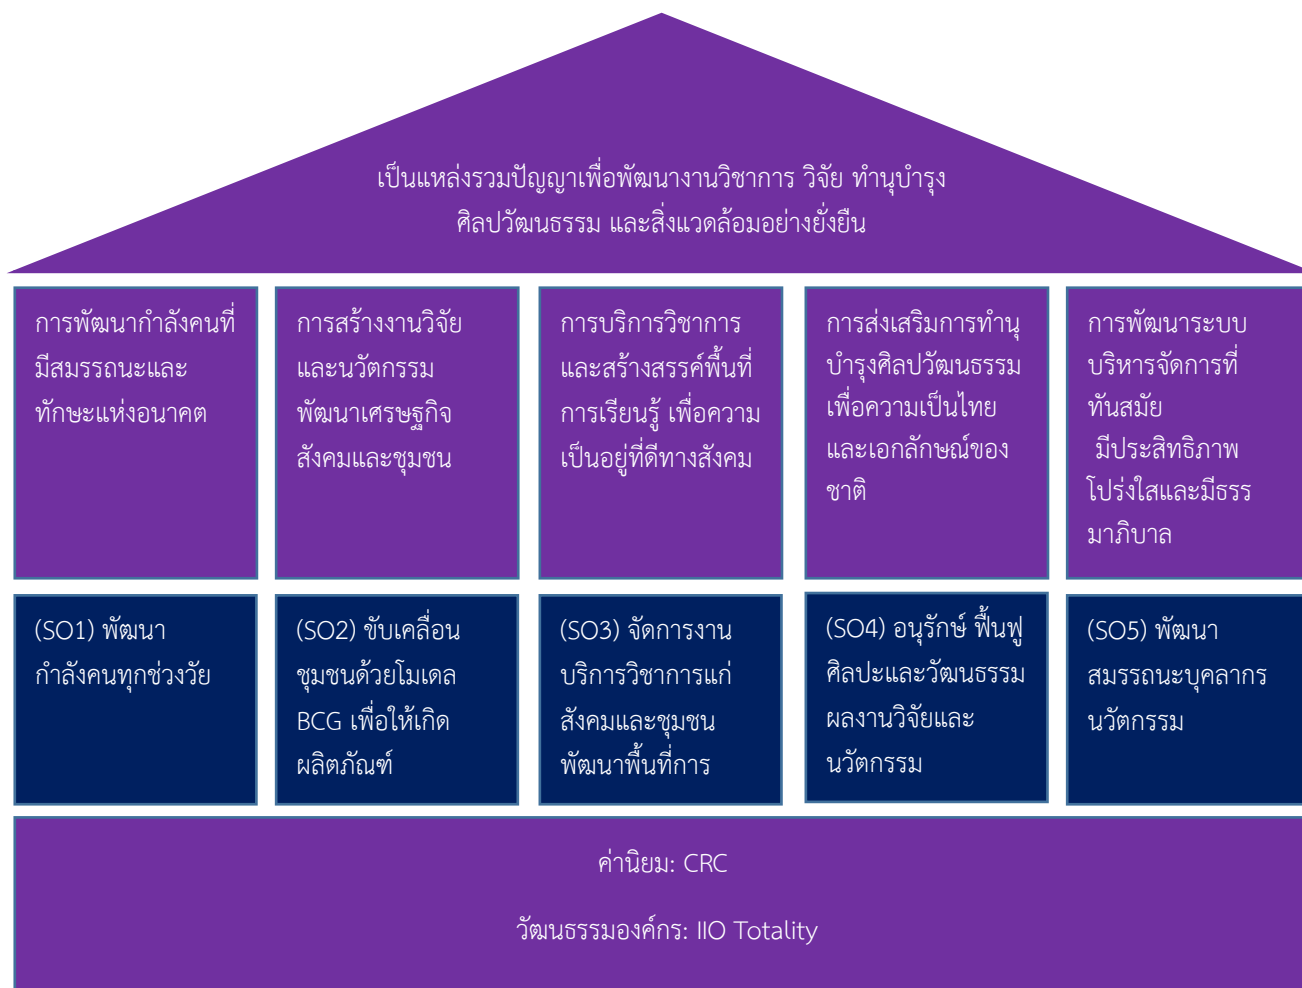 เป็นแหล่งรวมปัญญาเพื่อพัฒนางานวิชาการ วิจัย ทำนุบำรุง
ศิลปวัฒนธรรม และสิ่งแวดล้อมอย่างยั่งยืน
การพัฒนากำลังคนที่
มีสมรรถนะและ
ทักษะแห่งอนาคต
การสร้างงานวิจัย
และนวัตกรรม
พัฒนาเศรษฐกิจ
สังคมและชุมชน
การบริการวิชาการ
และสร้างสรรค์พื้นที่
การเรียนรู้ เพื่อความ
เป็นอยู่ที่ดีทางสังคม
การส่งเสริมการทำนุ
บำรุงศิลปวัฒนธรรม
เพื่อความเป็นไทย
และเอกลักษณ์ของ
ชาติ
การพัฒนาระบบ
บริหารจัดการที่
ทันสมัย
มีประสิทธิภาพ
โปร่งใสและมีธรร
มาภิบาล
(SO1) พัฒนา
กำลังคนทุกช่วงวัย
(SO2) ขับเคลื่อน
ชุมชนด้วยโมเดล
BCG เพื่อให้เกิด
ผลิตภัณฑ์
(SO3) จัดการงาน
บริการวิชาการแก่
สังคมและชุมชน
พัฒนาพื้นที่การ
(SO4) อนุรักษ์ ฟื้นฟู
ศิลปะและวัฒนธรรม
ผลงานวิจัยและ
นวัตกรรม
(SO5) พัฒนา
สมรรถนะบุคลากร
นวัตกรรม
ค่านิยม: CRC
วัฒนธรรมองค์กร: IIO Totality